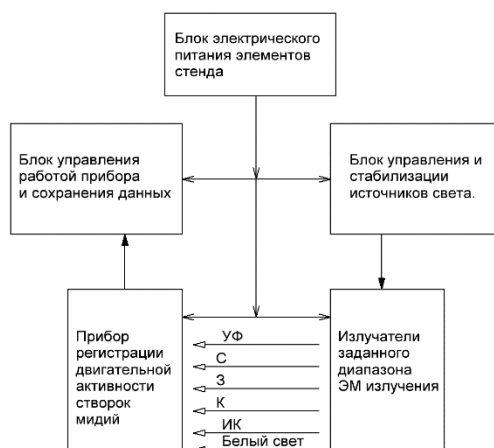 Блок электрического
питания элементов
стенда
Блок управления
работой прибора
и сохранения данных
Блок управления и
стабилизации
источников света.
Прибор
регистрации
двигательной
активности
створок
мидий
УФ
С
З
К
ИК
Белый свет
Излучатели
заданного
диапазона
ЭМ излучения